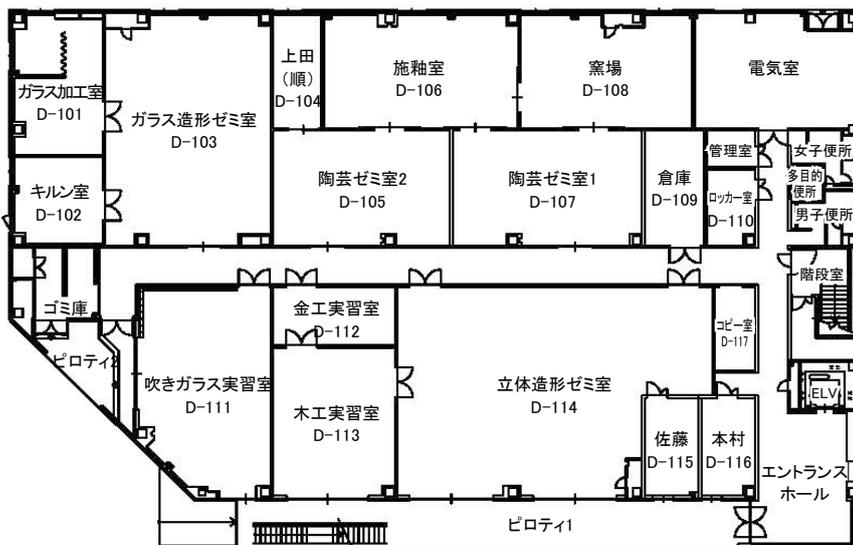 ガラス加工室
D-101
ガラス造形ゼミ室
D-103
上田
（順）
D-104
施釉室
D-106
窯場
D-108
電気室
キルン室
D-102
陶芸ゼミ室2
D-105
陶芸ゼミ室1
D-107
倉庫
D-109
管理室
ロッカー室
D-110
女子便所
多目的
便所
男子便所
階段室
ゴミ庫
ピロティ2
吹きガラス実習室
D-111
金工実習室
D-112
木工実習室
D-113
立体造形ゼミ室
D-114
コピー室
D-117
佐藤
D-115
本村
D-116
ELV
エントランス
ホール
ピロティ1